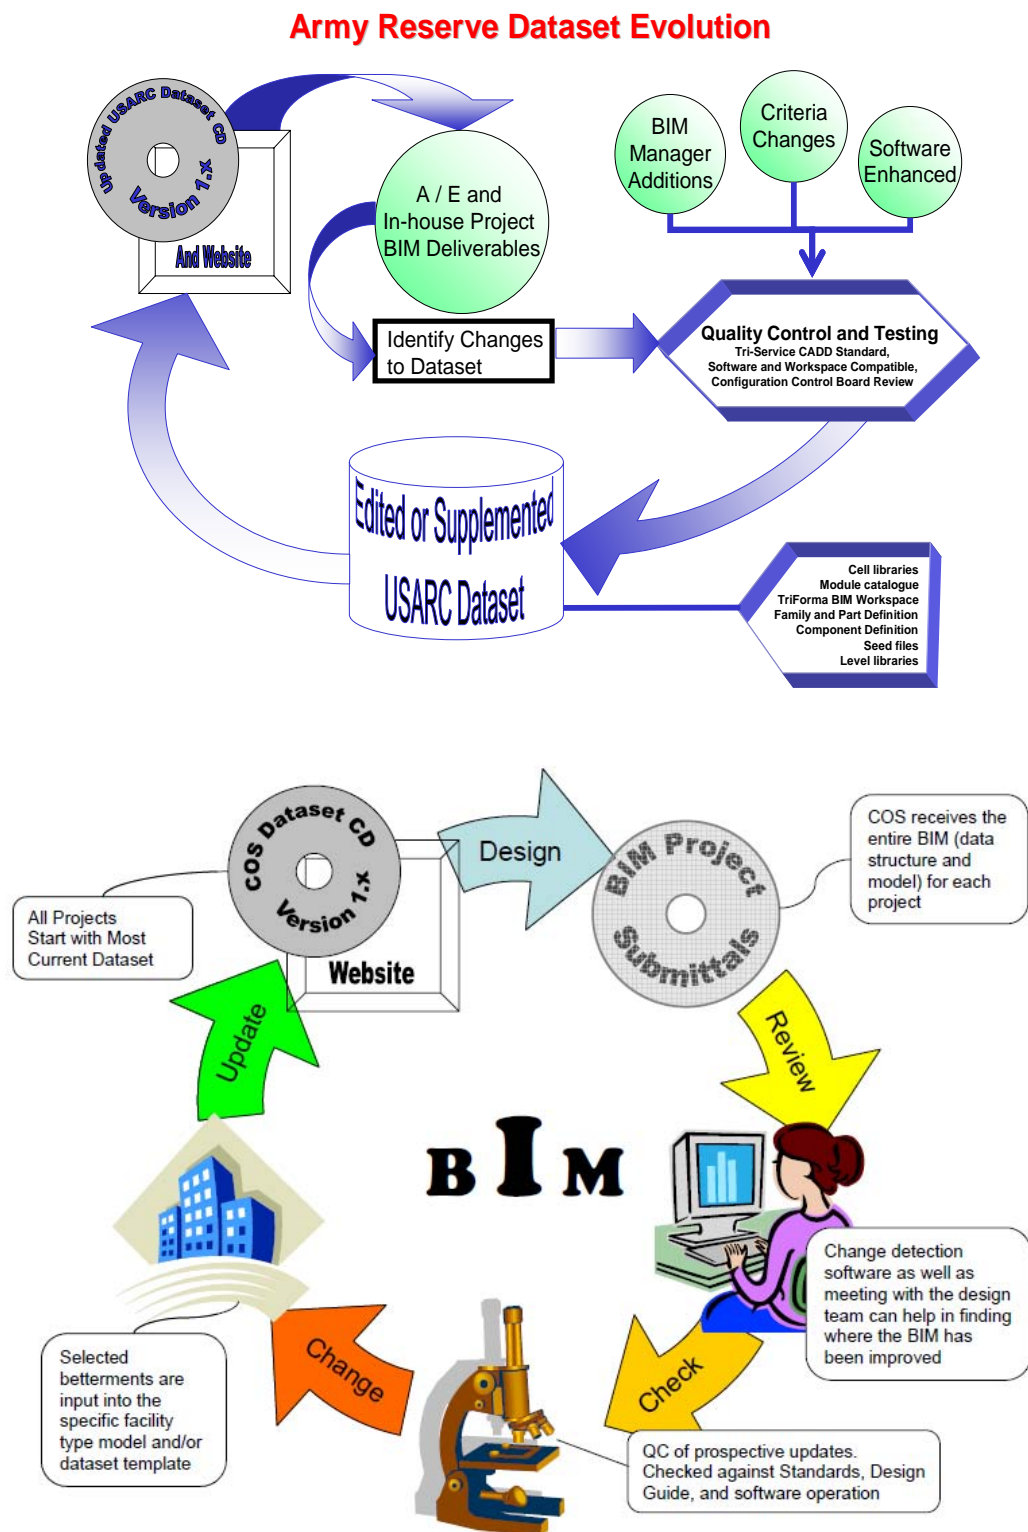 Army Reserve Dataset Evolution
Updated USARC Dataset CD
Version 1.x
And Website
A / E and
In-house Project
BIM Deliverables
BIM
Manager
Additions
Criteria
Changes
Software
Enhanced
Identify Changes
to Dataset
Quality Control and Testing
Tri-Service CADD Standard,
Software and Workspace Compatible,
Configuration Control Board Review
Edited or Supplemented
USARC Dataset
Cell libraries
Module catalogue
TriForma BIM Workspace
Family and Part Definition
Component Definition
Seed files
Level libraries
COS Dataset CD
Version 1.x
Website
Design
BIM Project
Submittals
COS receives the
entire BIM (data
structure and
model) for each
project
All Projects
Start with Most
Current Dataset
Update
Review
BIM
Change detection
software as well as
meeting with the design
team can help in finding
where the BIM has
been improved
Change
Check
Selected
betterments are
input into the
specific facility
type model and/or
dataset template
QC of prospective updates.
Checked against Standards, Design
Guide, and software operation